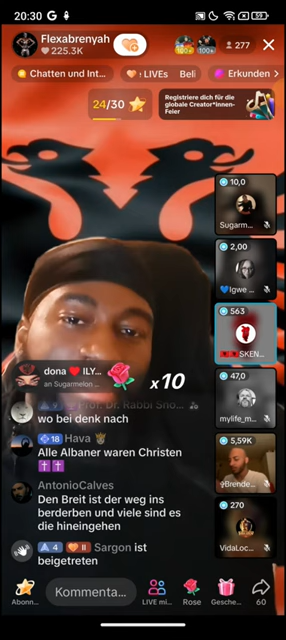 20:30
59
Flexabrenyah
225.3K
100+
277
Chatten und Int...
LIVEs
Beli
Erkunden >
24/30
Registriere dich für die
globale Creator*innen-
Feier
10,0
Sugarm...
2,00
Igwe ...
563
SKEN...
47,0
mylife_m...
5,59K
Brende...
270
VidaLoc...
dona ❤️ ILY...
an Sugarmelon ...
x10
wo bei denk nach
18 Hava
Alle Albaner waren Christen
✝️✝️
AntonioCalves
Den Breit ist der weg ins
berderben und viele sind es
die hineingehen
4 II Sargon ist
beigetreten
Abonn...
Kommenta...
LIVE mi...
Rose
Gesche...
60